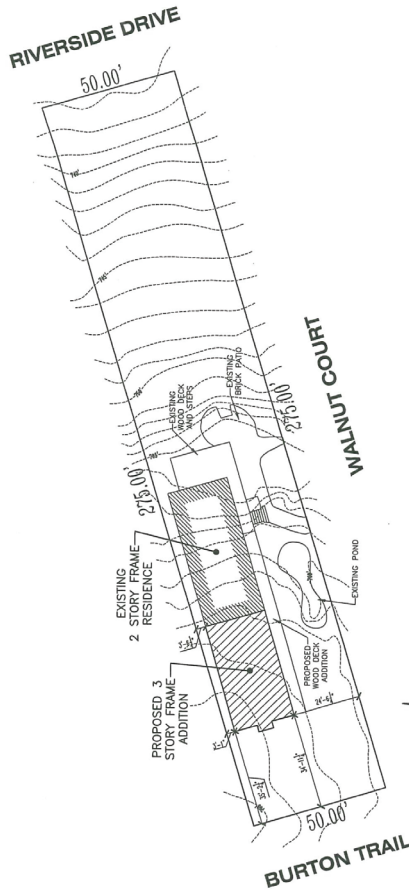 RIVERSIDE DRIVE
50.00'
EXISTING
WOOD DECK
AND STEPS
EXISTING
BRICK PATIO
275.00'
275.00'
WALNUT COURT
EXISTING
2 STORY FRAME
RESIDENCE
EXISTING POND
PROPOSED
WOOD DECK
ADDITION
PROPOSED 3
STORY FRAME
ADDITION
50.00'
BURTON TRAIL